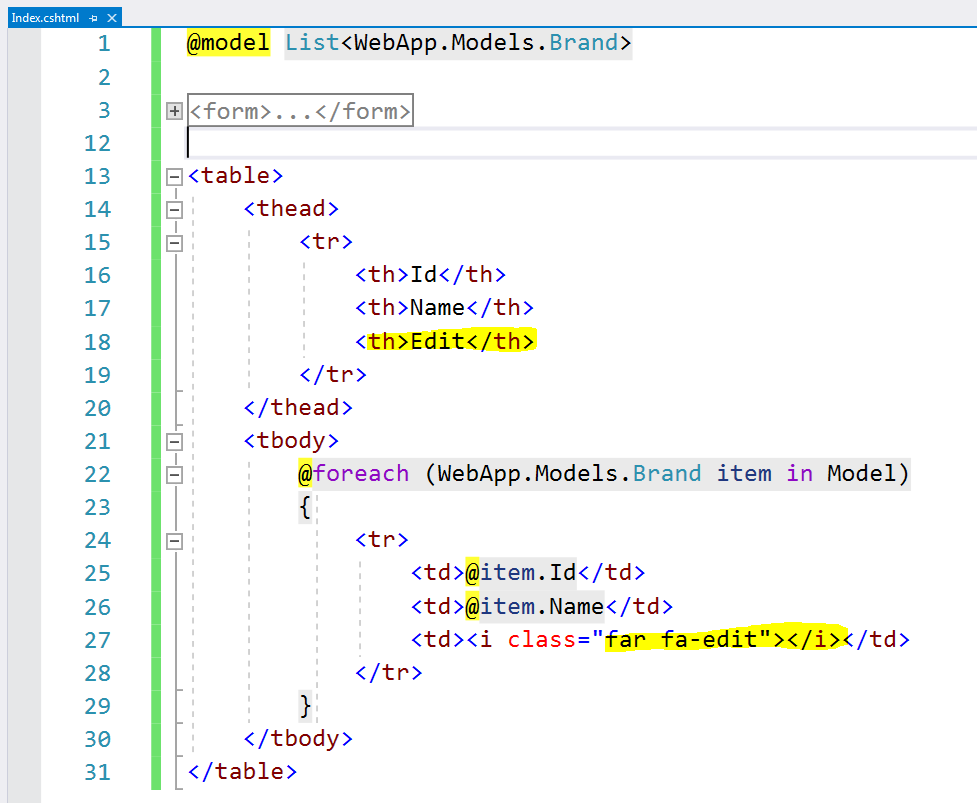 Index.cshtml
1 @model List<WebApp.Models.Brand>
2
3 <form>...</form>
12
13 <table>
14 <thead>
15 <tr>
16 <th>Id</th>
17 <th>Name</th>
18 <th>Edit</th>
19 </tr>
20 </thead>
21 <tbody>
22 @foreach (WebApp.Models.Brand item in Model)
23 {
24 <tr>
25 <td>@item.Id</td>
26 <td>@item.Name</td>
27 <td><i class="far fa-edit"></i></td>
28 </tr>
29 }
30 </tbody>
31 </table>